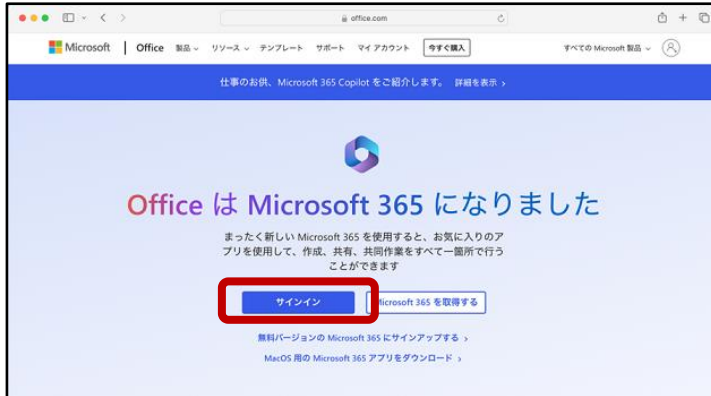 office.com
Microsoft | Office 製品 リソース テンプレート サポート マイ アカウント 今すぐ購入 すべての Microsoft 製品
仕事のお供、Microsoft 365 Copilot をご紹介します。 詳細を表示 >
Office は Microsoft 365 になりました
まったく新しい Microsoft 365 を使用すると、お気に入りのア
プリを使用して、作成、共有、共同作業をすべて一箇所で行う
ことができます
サインイン Microsoft 365 を取得する
無料バージョンの Microsoft 365 にサインアップする >
MacOS 用の Microsoft 365 アプリをダウンロード >